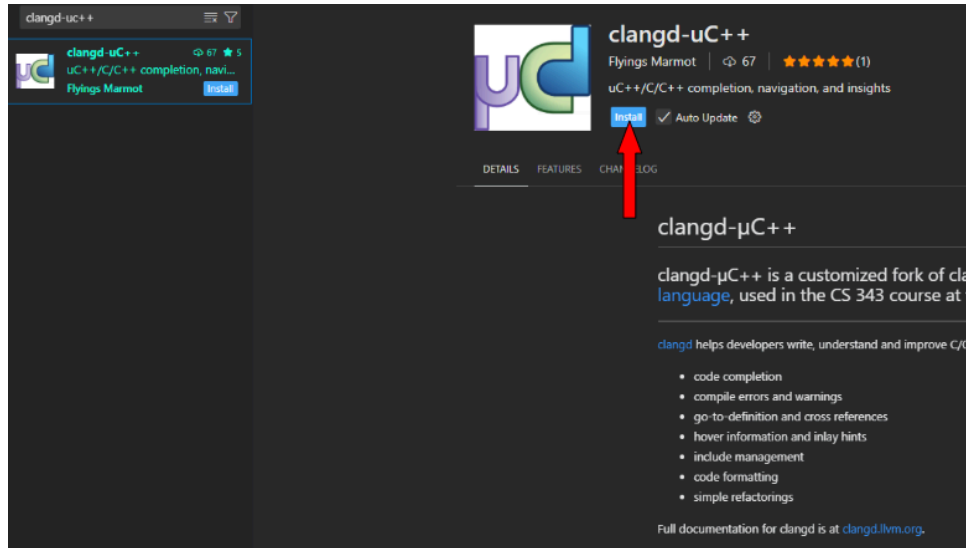 clangd-uc++
clangd-uC++ 67 ★ 5
uC++/C/C++ completion, navi...
Flyings Marmot Install
clangd-uC++
Flyings Marmot 67 ★★★★★(1)
uC++/C/C++ completion, navigation, and insights
Install Auto Update
DETAILS FEATURES
clangd-µC++
clangd-µC++ is a customized fork of cla
language, used in the CS 343 course at
clangd helps developers write, understand and improve C/C
• code completion
• compile errors and warnings
• go-to-definition and cross references
• hover information and inlay hints
• include management
• code formatting
• simple refactorings
Full documentation for clangd is at clangd.llvm.org.